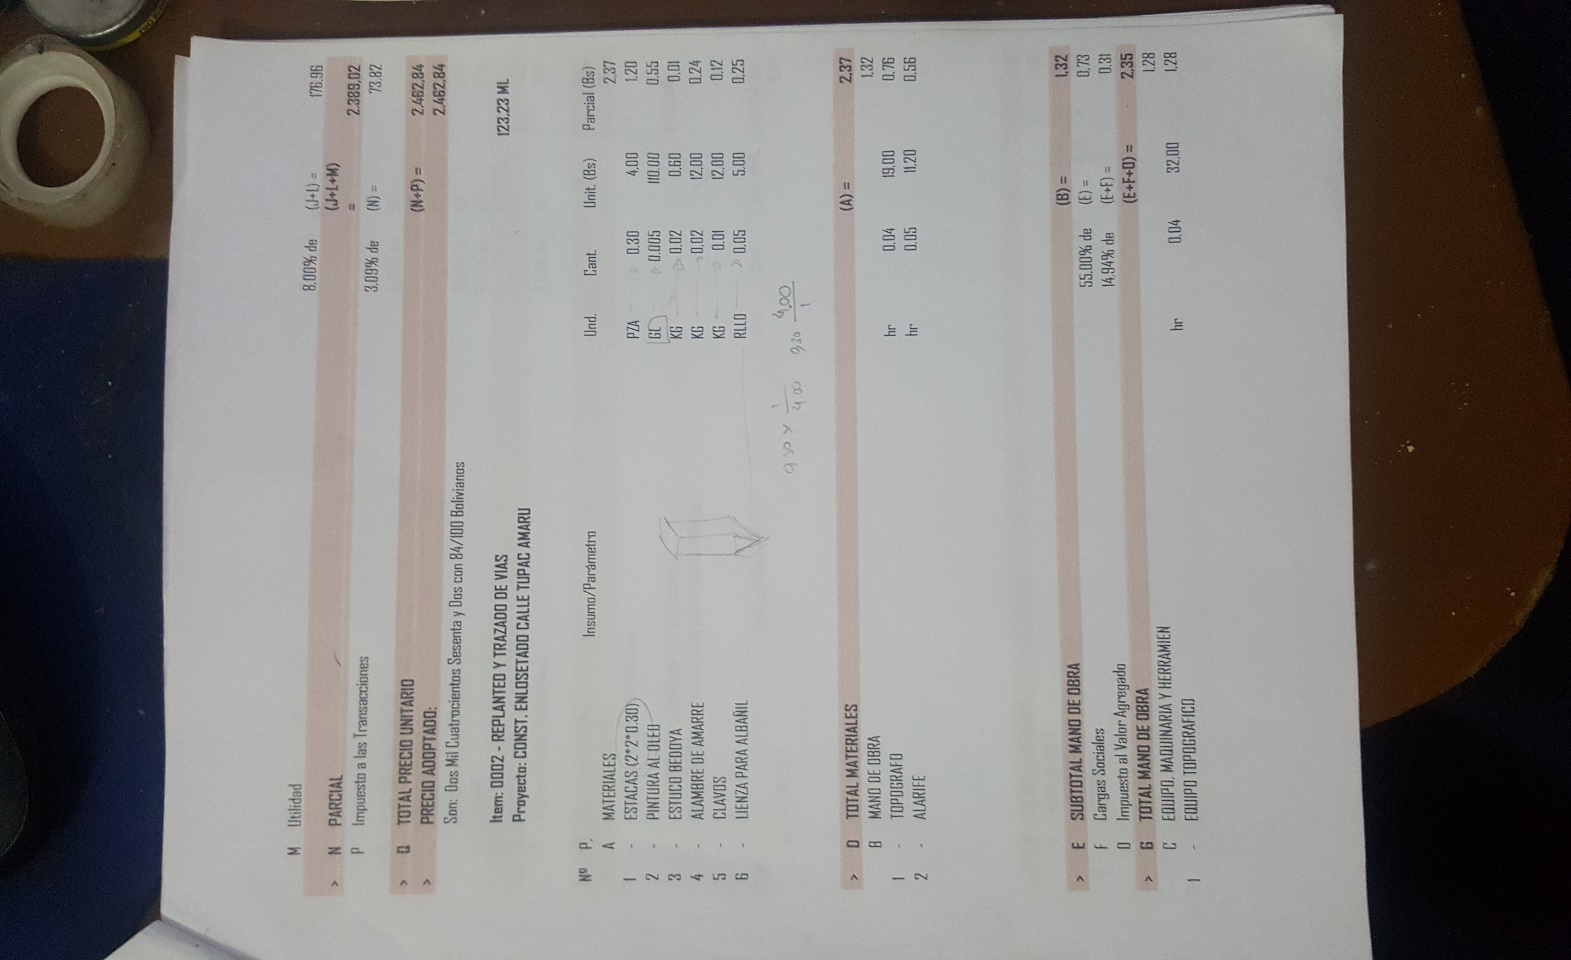 M Utilidad 8.00% de (J+L) = 176,96
> N PARCIAL (J+L+M) = 2.389,02
P Impuesto a las Transacciones 3.09% de (N) = 73,82
> Q TOTAL PRECIO UNITARIO (N+P) = 2.462,84
> PRECIO ADOPTADO: 2.462,84
Son: Dos Mil Cuatrocientos Sesenta y Dos con 84/100 Bolivianos
Item: 0002 - REPLANTEO Y TRAZADO DE VIAS 123,23 ML
Proyecto: CONST. ENLOSETADO CALLE TUPAC AMARU
Nº P. Insumo/Parámetro Und. Cant. Unit. (Bs) Parcial (Bs)
A MATERIALES 2,37
1 - ESTACAS (2*2*0.30) PZA 0.30 4,00 1.20
2 - PINTURA AL OLEO GL 0.005 110,00 0.55
3 - ESTUCO BEDOYA KG 0.02 0,60 0.01
4 - ALAMBRE DE AMARRE KG 0.02 12,00 0.24
5 - CLAVOS KG 0.01 12,00 0.12
6 - LIENZA PARA ALBAÑIL RLLO 0.05 5,00 0.25
4.00
1
4.00
1
> D TOTAL MATERIALES (A) = 2,37
B MANO DE OBRA 1,32
1 - TOPOGRAFO hr 0.04 19,00 0.76
2 - ALARIFE hr 0.05 11,20 0.56
> E SUBTOTAL MANO DE OBRA (B) = 1,32
F Cargas Sociales 55.00% de (E) = 0,73
O Impuesto al Valor Agregado 14.94% de (E+F) = 0.31
> G TOTAL MANO DE OBRA (E+F+O) = 2,35
C EQUIPO, MAQUINARIA Y HERRAMIEN 1,28
1 - EQUIPO TOPOGRAFICO hr 0.04 32,00 1,28